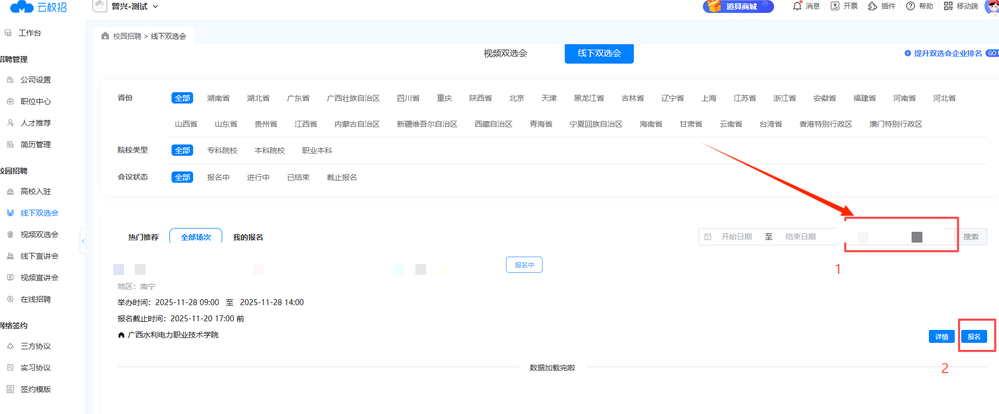 云校招
曾兴-测试
道具商城
消息
开票
插件
帮助
移动端
工作台
招聘管理
公司设置
职位中心
人才推荐
简历管理
校园招聘
高校入驻
线下双选会
视频双选会
线下宣讲会
视频宣讲会
在线招聘
网络签约
三方协议
实习协议
签约模版
校园招聘 > 线下双选会
视频双选会 线下双选会
提升双选会企业排名 GO
省份 全部 湖南省 湖北省 广东省 广西壮族自治区 四川省 重庆 陕西省 北京 天津 黑龙江省 吉林省 辽宁省 上海 江苏省 浙江省 安徽省 福建省 河南省 河北省
山西省 山东省 贵州省 江西省 内蒙古自治区 新疆维吾尔自治区 西藏自治区 青海省 宁夏回族自治区 海南省 甘肃省 云南省 台湾省 香港特别行政区 澳门特别行政区
院校类型 全部 专科院校 本科院校 职业本科
会议状态 全部 报名中 进行中 已结束 截止报名
热门推荐 全部场次 我的报名
开始日期 至 结束日期 搜索
1
报名中
地区：南宁
举办时间：2025-11-28 09:00 至 2025-11-28 14:00
报名截止时间：2025-11-20 17:00 前
广西水利电力职业技术学院
详情 报名
2
数据加载完啦